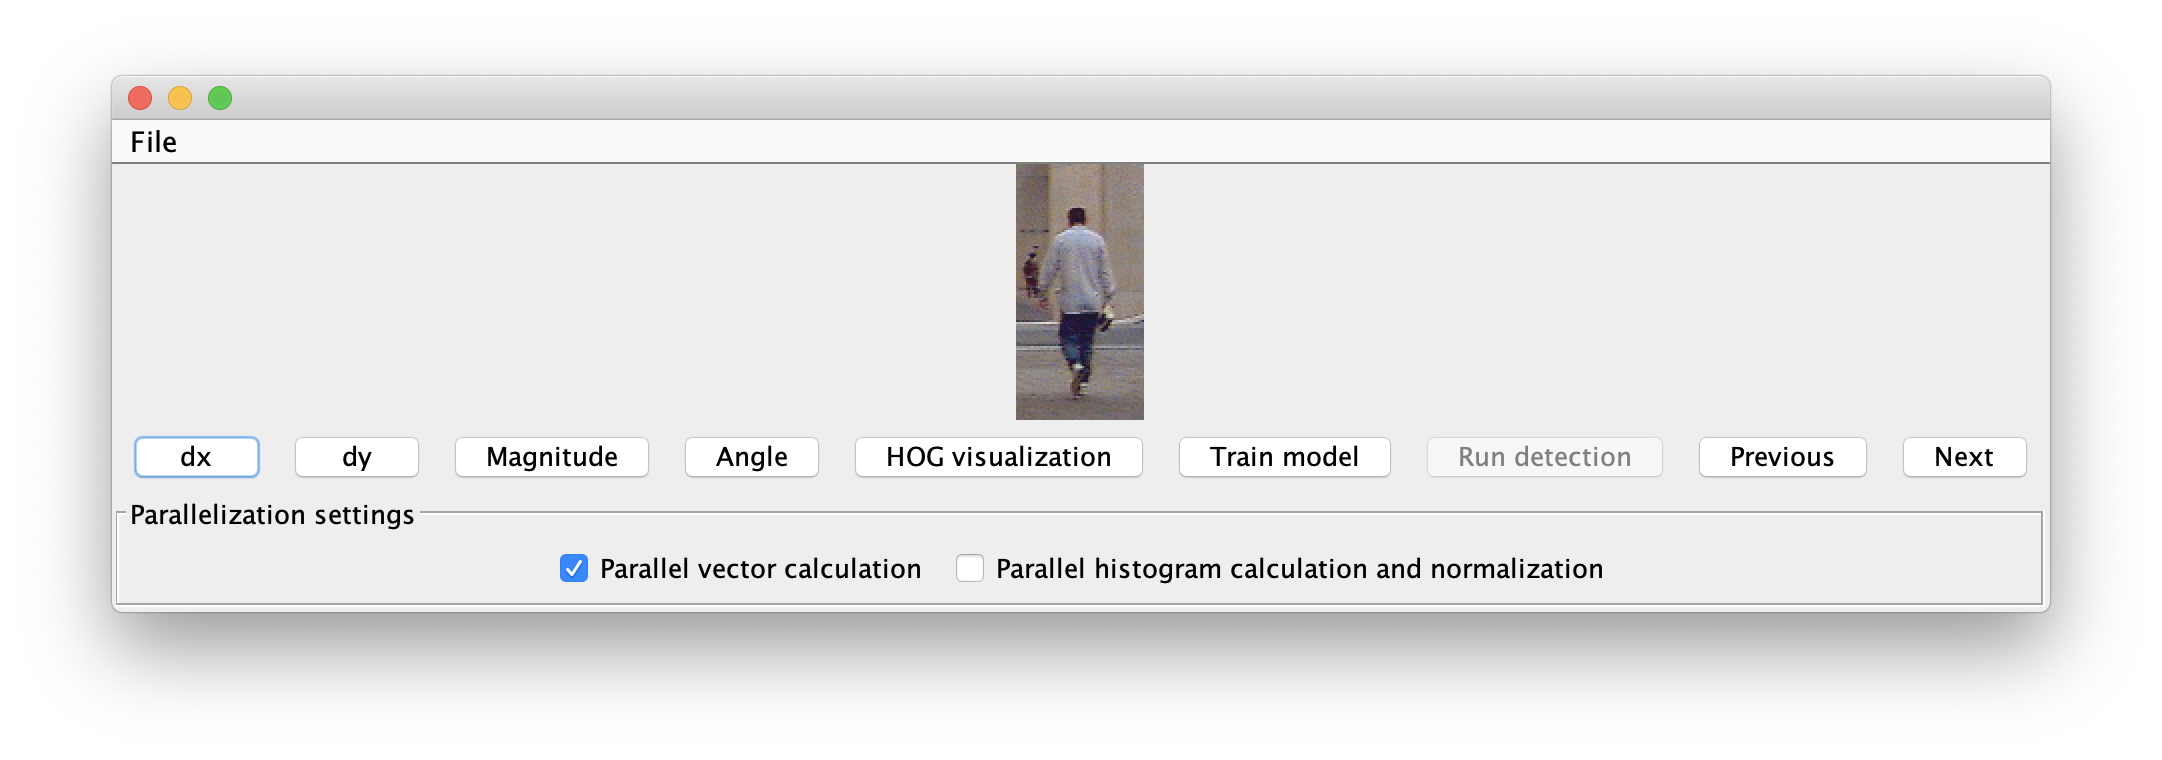 File
dx dy Magnitude Angle HOG visualization Train model Run detection Previous Next
Parallelization settings
Parallel vector calculation Parallel histogram calculation and normalization